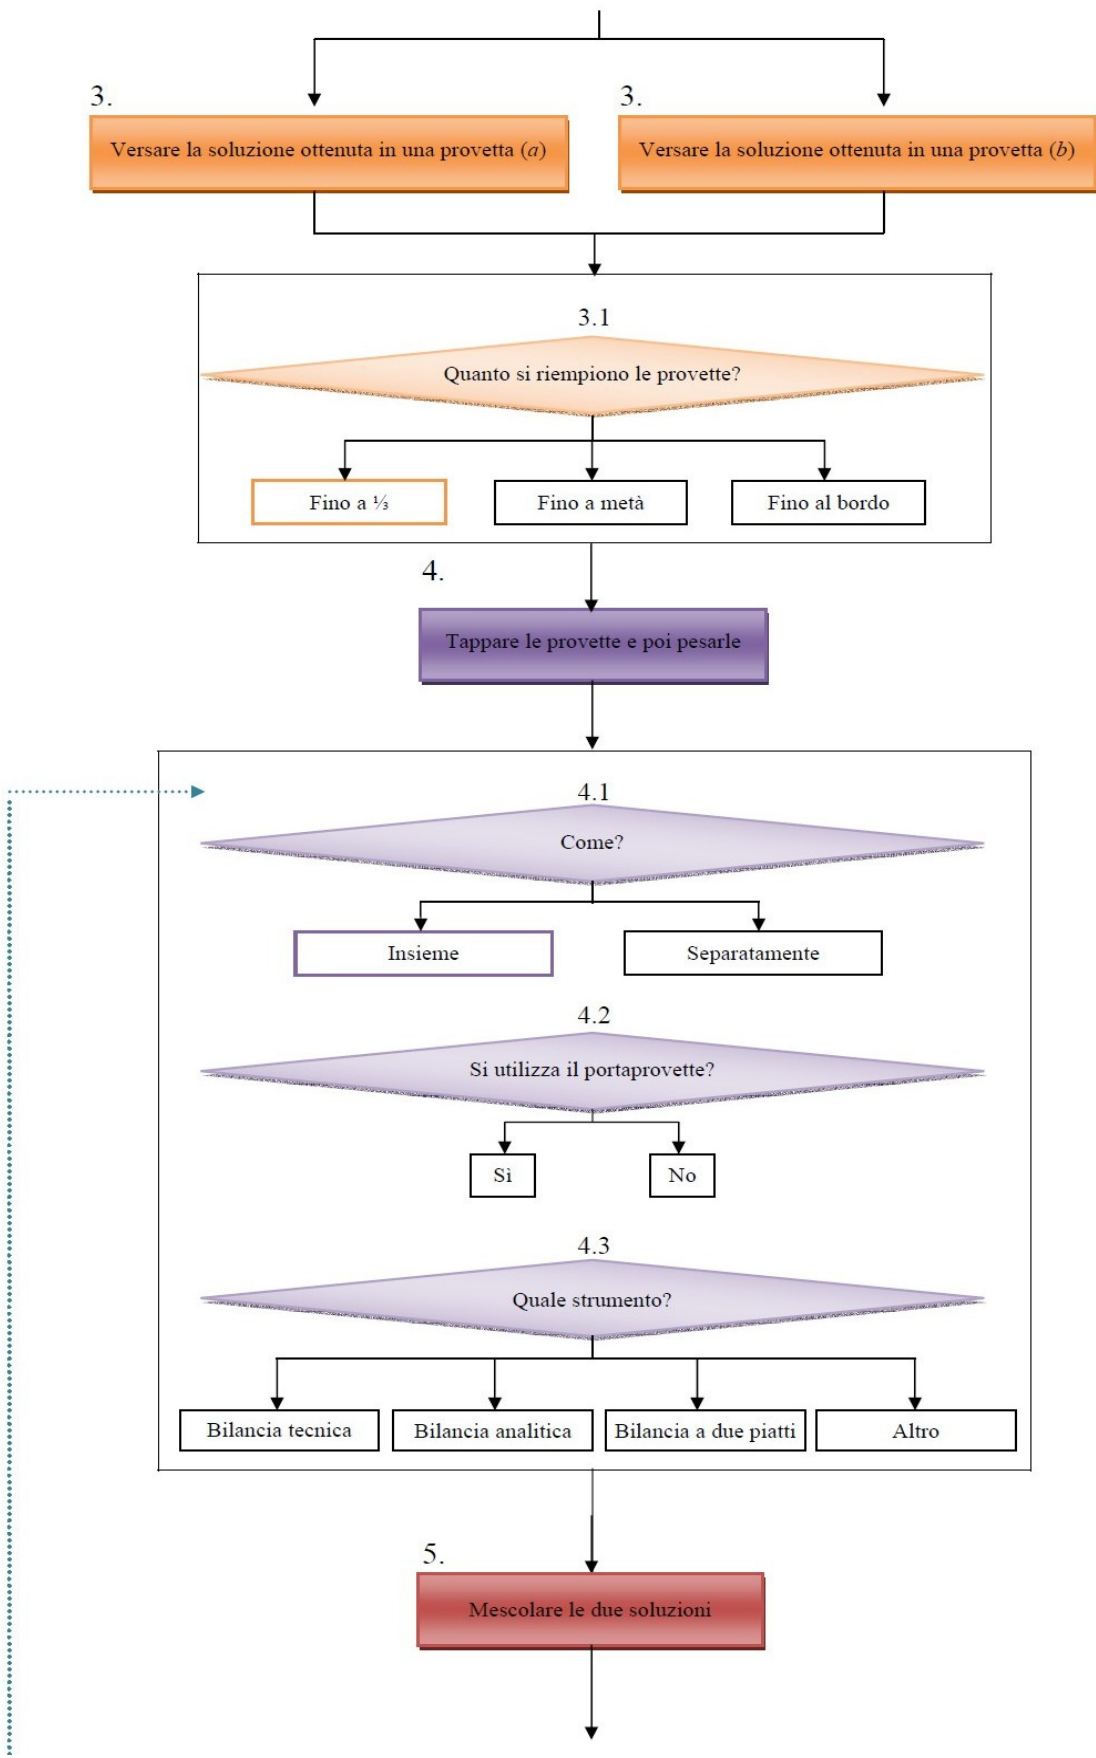 3.
3.
Versare la soluzione ottenuta in una provetta (a)
Versare la soluzione ottenuta in una provetta (b)
3.1
Quanto si riempiono le provette?
Fino a ⅓
Fino a metà
Fino al bordo
4.
Tappare le provette e poi pesarle
4.1
Come?
Insieme
Separatamente
4.2
Si utilizza il portaprovette?
Sì
No
4.3
Quale strumento?
Bilancia tecnica
Bilancia analitica
Bilancia a due piatti
Altro
5.
Mescolare le due soluzioni